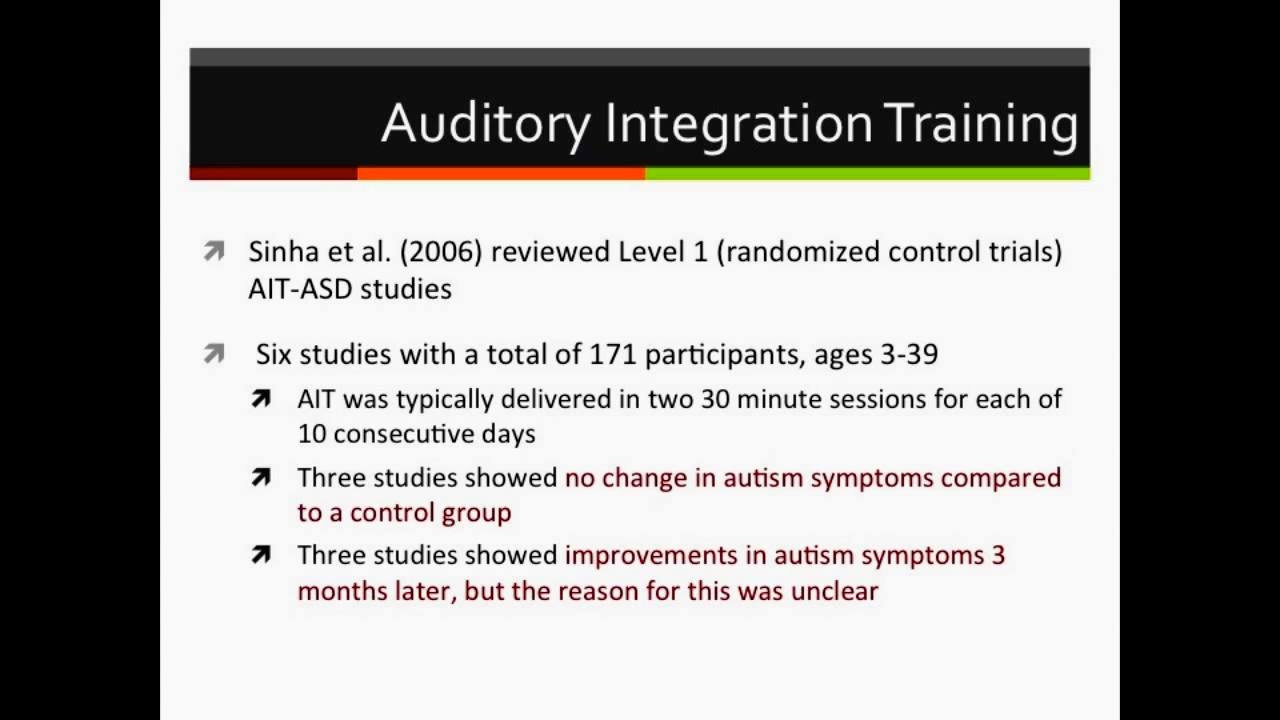 Auditory Integration Training
Sinha et al. (2006) reviewed Level 1 (randomized control trials)
AIT-ASD studies
Six studies with a total of 171 participants, ages 3-39
AIT was typically delivered in two 30 minute sessions for each of
10 consecutive days
Three studies showed no change in autism symptoms compared
to a control group
Three studies showed improvements in autism symptoms 3
months later, but the reason for this was unclear